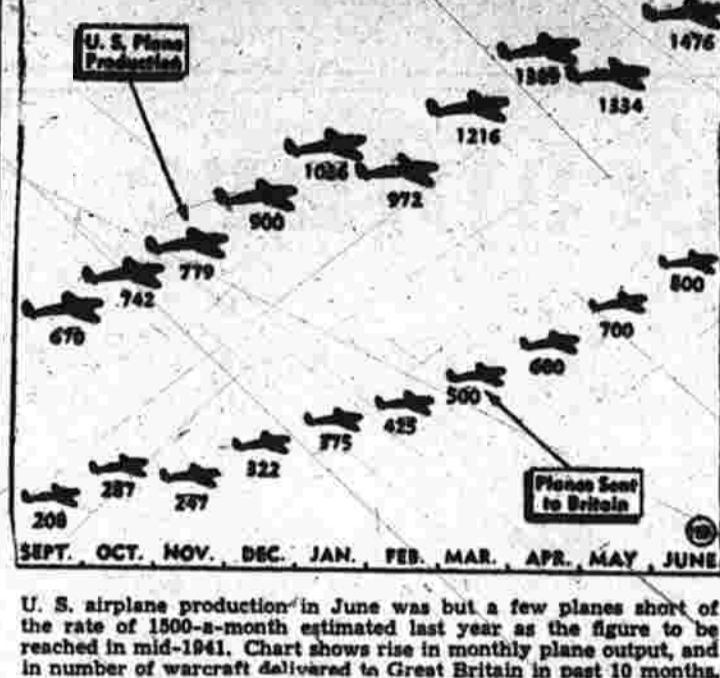 U. S. Plane
Production
1476
1334
1216
972
900
779
742
800
700
600
500
425
375
322
287
247
208
Planes Sent
to Britain
SEPT. OCT. NOV. DEC. JAN. FEB. MAR. APR. MAY JUNE
U. S. airplane production in June was but a few planes short of
the rate of 1500-a-month estimated last year as the figure to be
reached in mid-1941. Chart shows rise in monthly plane output, and
in number of warcraft delivered to Great Britain in past 10 months.